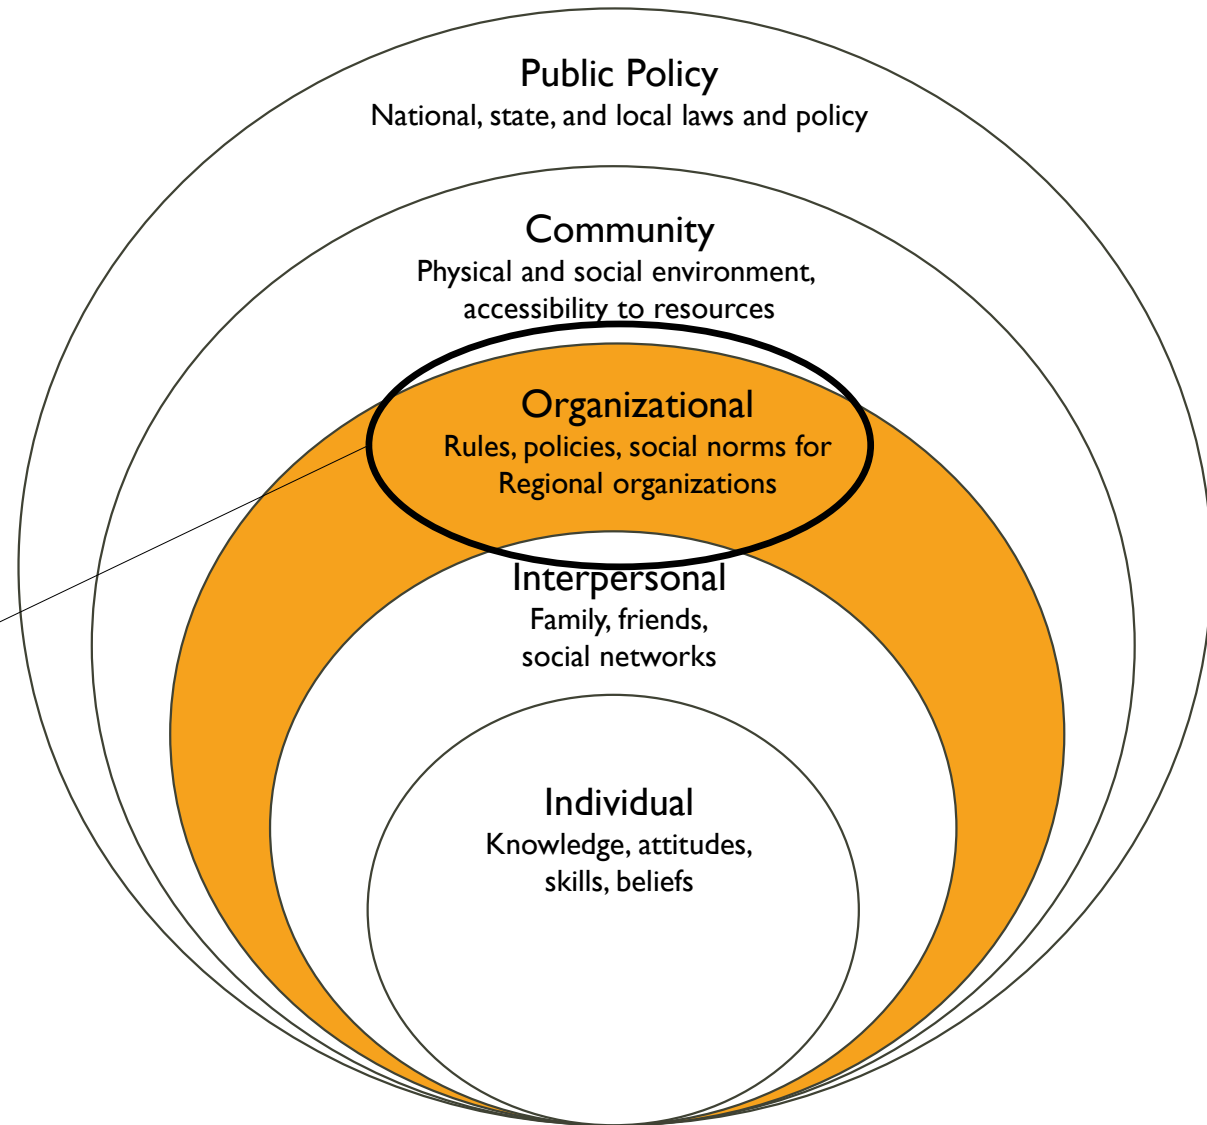 Public Policy
National, state, and local laws and policy
Community
Physical and social environment,
accessibility to resources
Organizational
Rules, policies, social norms for
Regional organizations
Interpersonal
Family, friends,
social networks
Individual
Knowledge, attitudes,
skills, beliefs